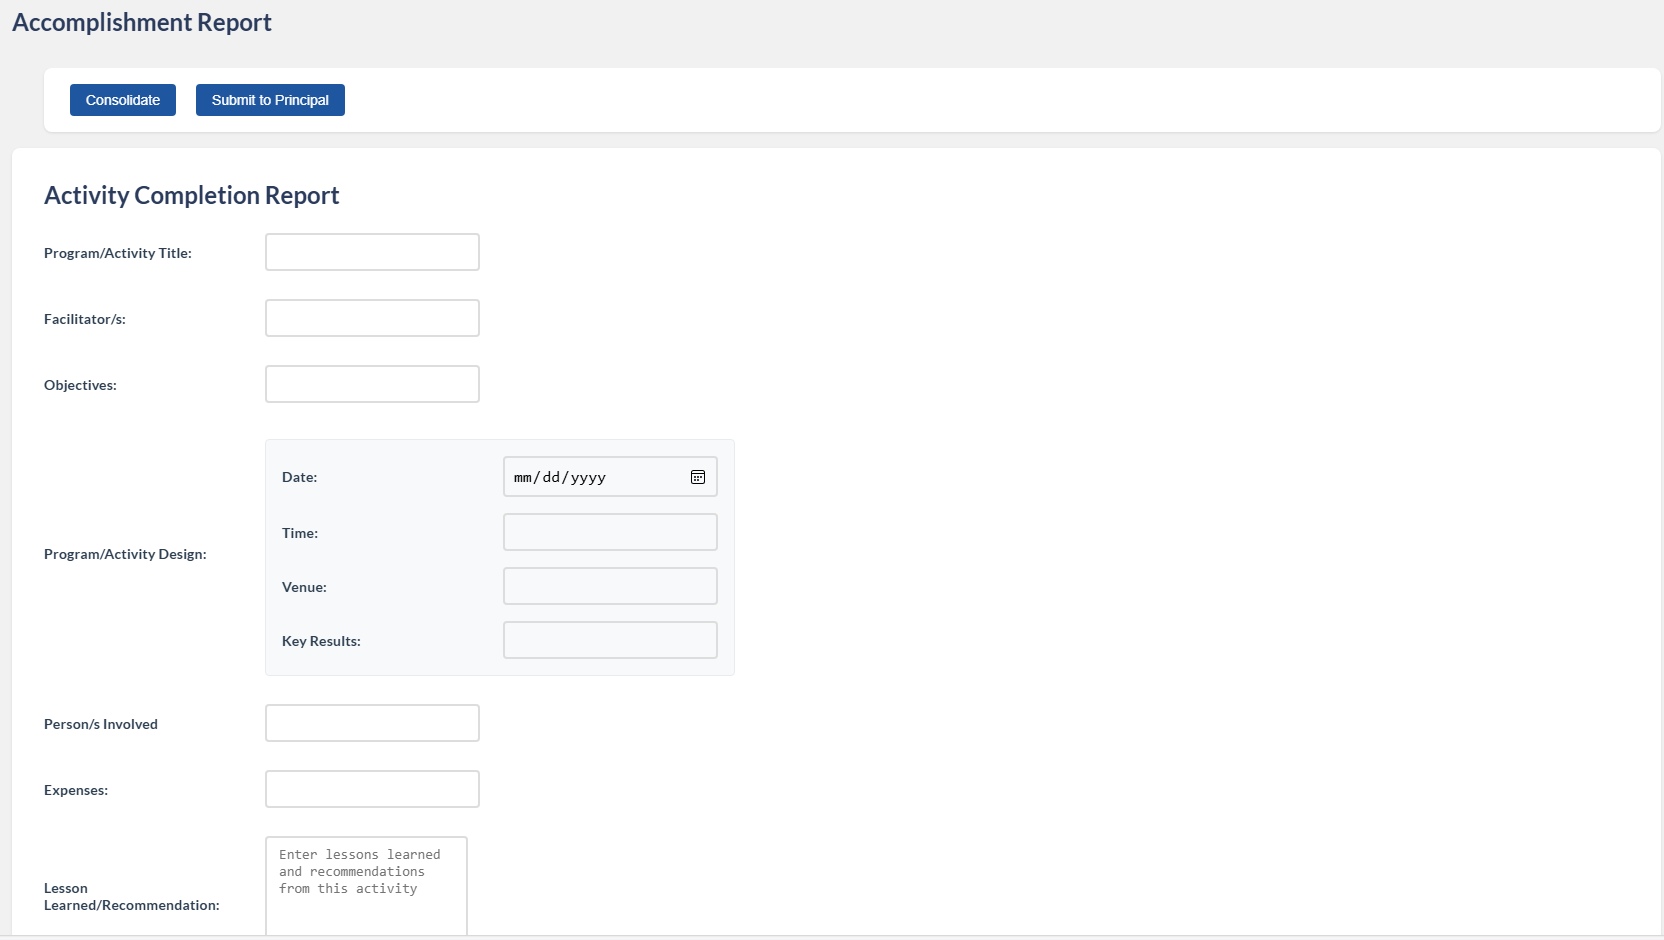 Accomplishment Report
Consolidate
Submit to Principal
Activity Completion Report
Program/Activity Title:
Facilitator/s:
Objectives:
Program/Activity Design:
Date:
mm/dd/yyyy
Time:
Venue:
Key Results:
Person/s Involved
Expenses:
Lesson
Learned/Recommendation:
Enter lessons learned
and recommendations
from this activity